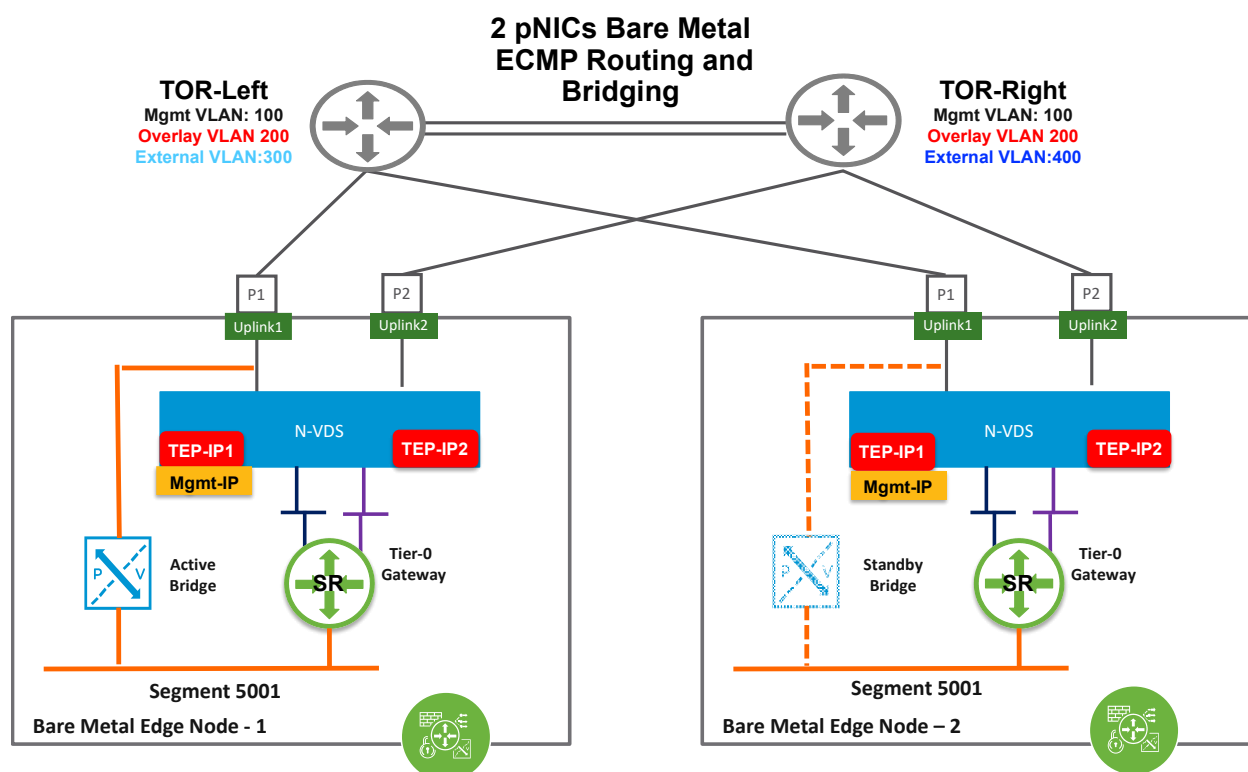 2 pNICs Bare Metal
ECMP Routing and
Bridging
TOR-Left
Mgmt VLAN: 100
Overlay VLAN 200
External VLAN:300
TOR-Right
Mgmt VLAN: 100
Overlay VLAN 200
External VLAN:400
P1
P2
Uplink1
Uplink2
N-VDS
TEP-IP1
TEP-IP2
Mgmt-IP
P V
Active
Bridge
SR
Tier-0
Gateway
Segment 5001
Bare Metal Edge Node - 1
P1
P2
Uplink1
Uplink2
N-VDS
TEP-IP1
TEP-IP2
Mgmt-IP
P V
Standby
Bridge
SR
Tier-0
Gateway
Segment 5001
Bare Metal Edge Node – 2